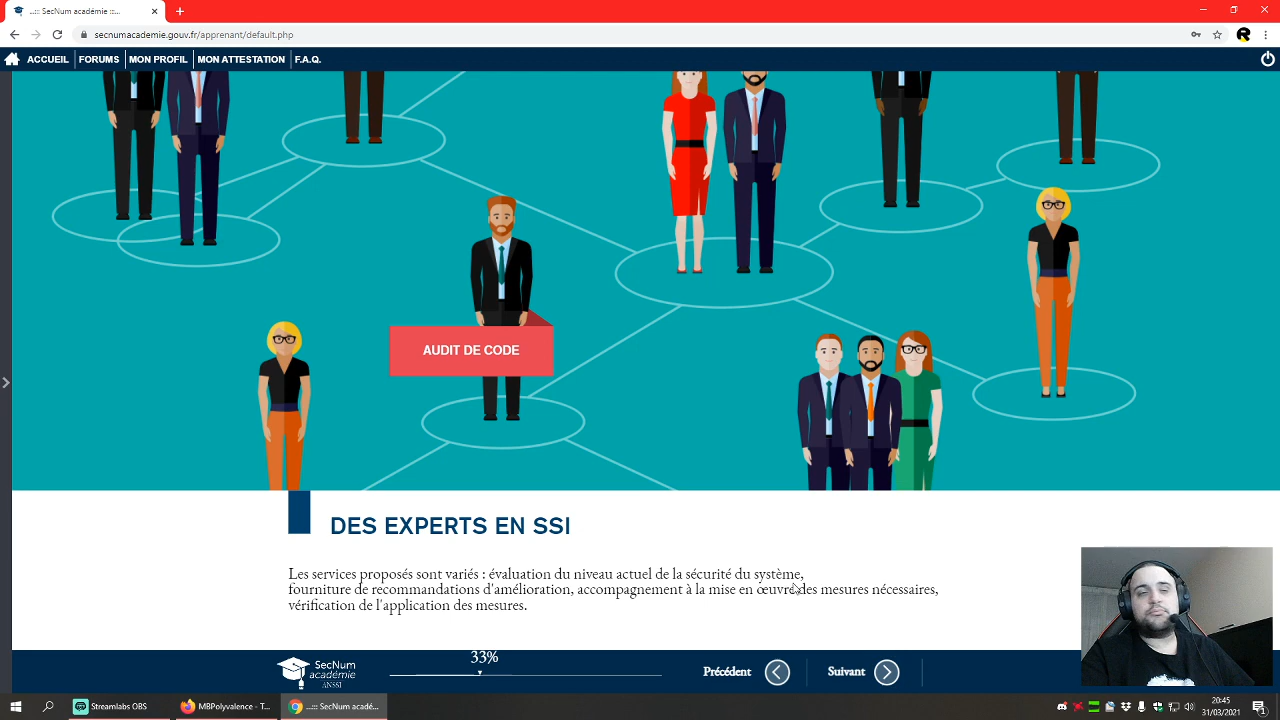 ..::: SecNum académie :::...
secnumacademie.gouv.fr/apprenant/default.php
ACCUEIL FORUMS MON PROFIL MON ATTESTATION F.A.Q.
AUDIT DE CODE
DES EXPERTS EN SSI
Les services proposés sont variés : évaluation du niveau actuel de la sécurité du système,
fourniture de recommandations d'amélioration, accompagnement à la mise en œuvre des mesures nécessaires,
vérification de l'application des mesures.
33%
SecNum
académie
ANSSI
Précédent
Suivant
Streamlabs OBS
MBPolyvalence - T...
..::: SecNum acadé...
20:45
31/03/2021
1